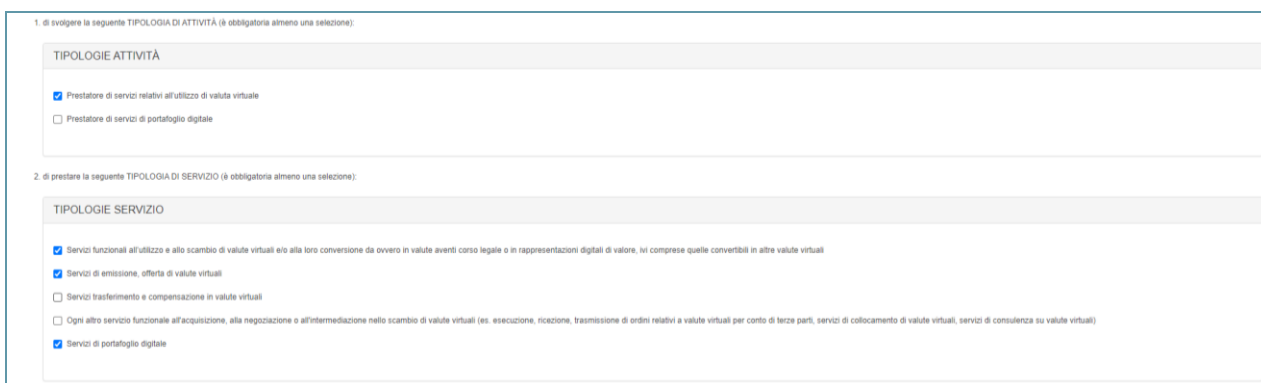 1. di svolgere la seguente TIPOLOGIA DI ATTIVITÀ (è obbligatoria almeno una selezione):
TIPOLOGIE ATTIVITÀ
Prestatore di servizi relativi all'utilizzo di valuta virtuale
Prestatore di servizi di portafoglio digitale
2. di prestare la seguente TIPOLOGIA DI SERVIZIO (è obbligatoria almeno una selezione):
TIPOLOGIE SERVIZIO
Servizi funzionali all'utilizzo e allo scambio di valute virtuali e/o alla loro conversione da ovvero in valute aventi corso legale o in rappresentazioni digitali di valore, ivi comprese quelle convertibili in altre valute virtuali
Servizi di emissione, offerta di valute virtuali
Servizi trasferimento e compensazione in valute virtuali
Ogni altro servizio funzionale all'acquisizione, alla negoziazione o all'intermediazione nello scambio di valute virtuali (es. esecuzione, ricezione, trasmissione di ordini relativi a valute virtuali per conto di terze parti, servizi di collocamento di valute virtuali, servizi di consulenza su valute virtuali)
Servizi di portafoglio digitale